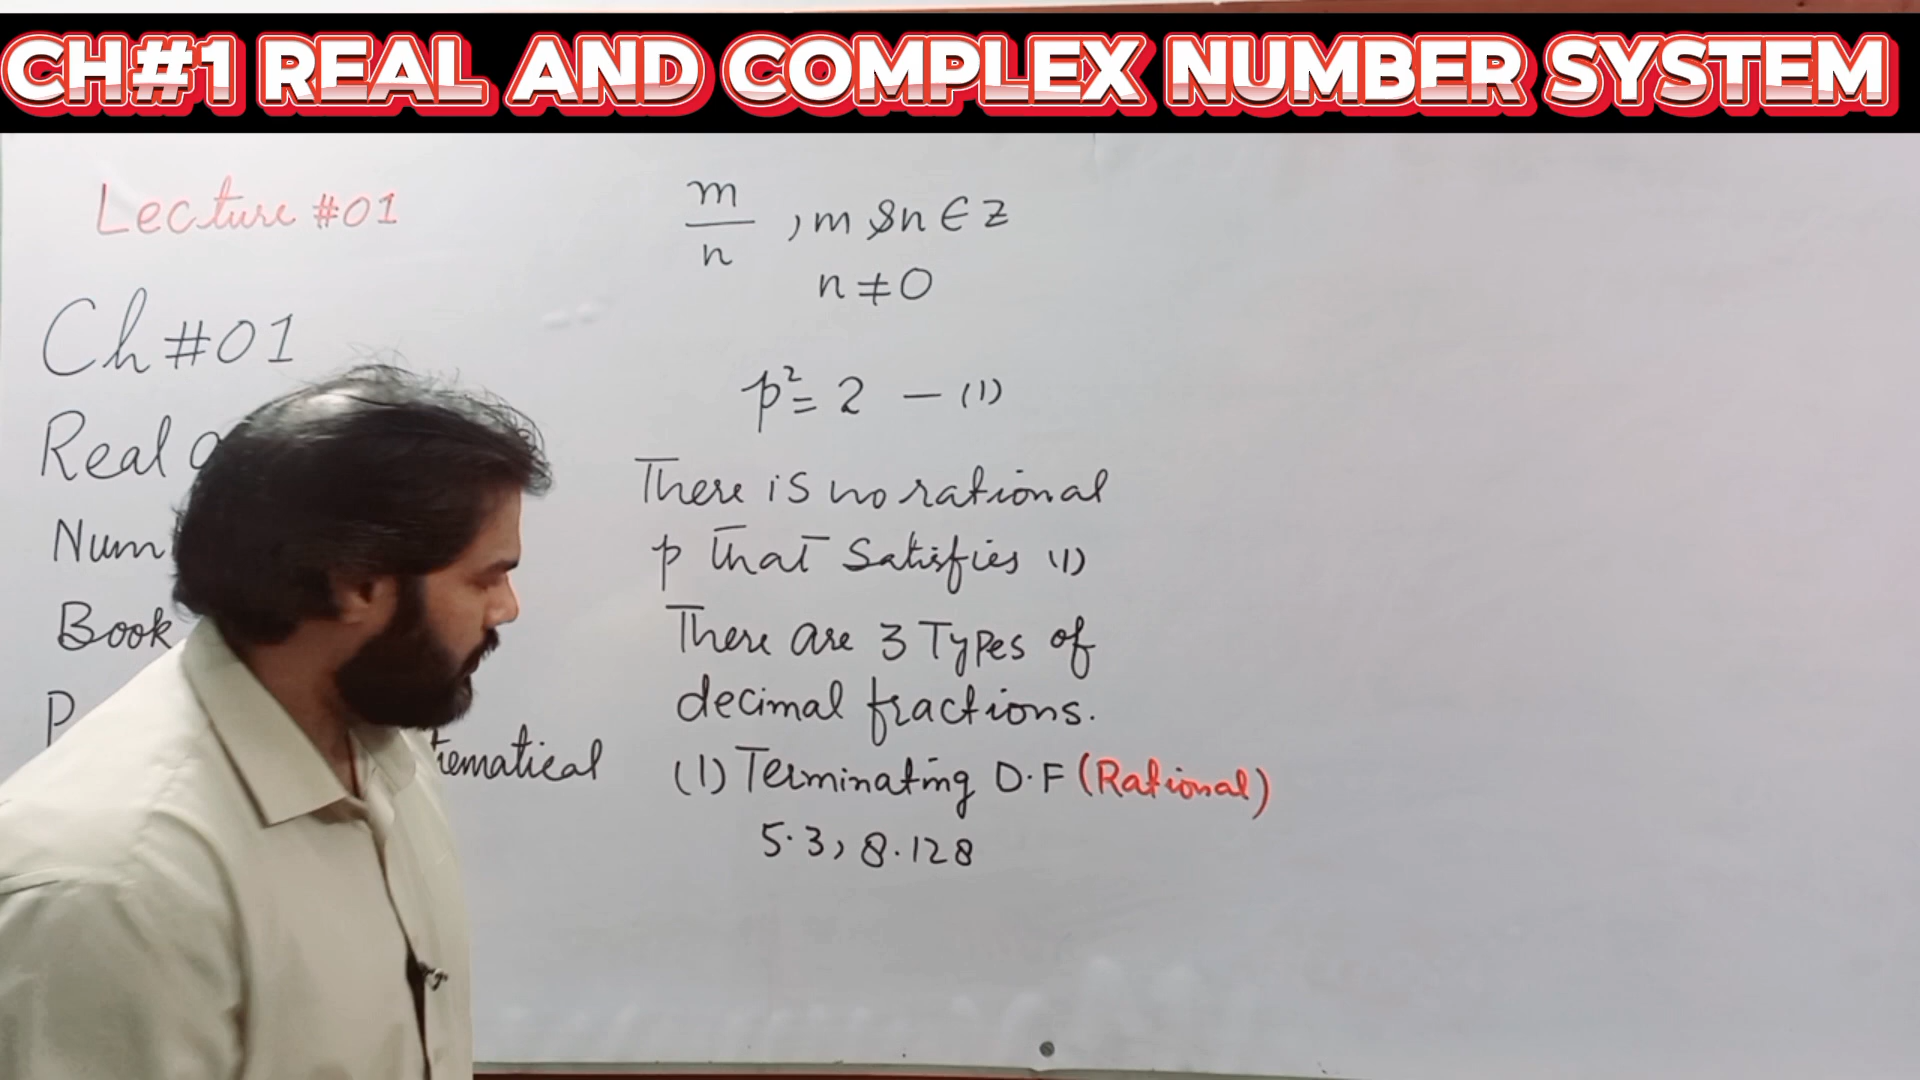 CH#1 REAL AND COMPLEX NUMBER SYSTEM
Lecture #01
Ch #01
Real
Book
ematical
m/n , m & n ∈ Z
n ≠ 0
p² = 2 — (1)
There is no rational
p that satisfies (1)
There are 3 Types of
decimal fractions.
(1) Terminating D.F (Rational)
5.3, 8.128